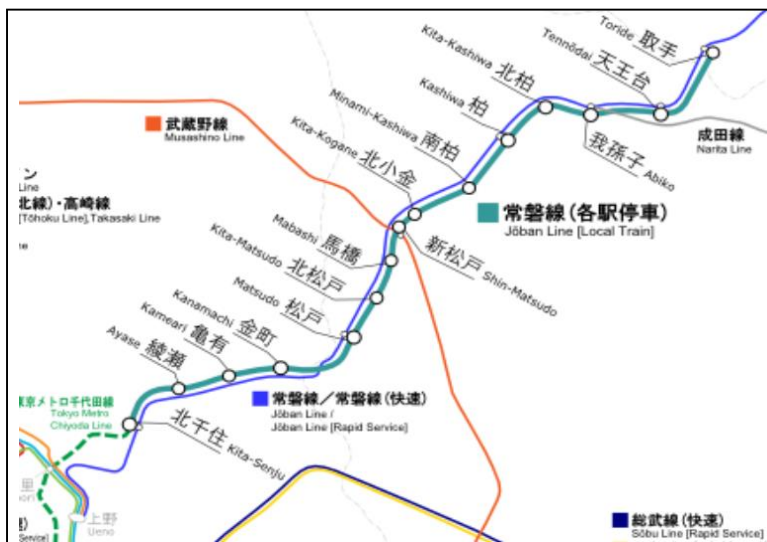 Toride 取手
Tennōdai 天王台
Kita-Kashiwa 北柏
Kashiwa 柏
Minami-Kashiwa 南柏
Kita-Kogane 北小金
我孫子 Abiko
成田線
Narita Line
武蔵野線
Musashino Line
ン
Line
北線)・高崎線
[Tōhoku Line],Takasaki Line
常磐線(各駅停車)
Jōban Line [Local Train]
Mabashi 馬橋
新松戸 Shin-Matsudo
Kita-Matsudo 北松戸
Matsudo 松戸
Kanamachi 金町
Kameari 亀有
Ayase 綾瀬
常磐線/常磐線(快速)
Jōban Line /
Jōban Line [Rapid Service]
東京メトロ千代田線
Tokyo Metro
Chiyoda Line
北千住 Kita-Senju
里
上野
Ueno
総武線(快速)
Sōbu Line [Rapid Service]